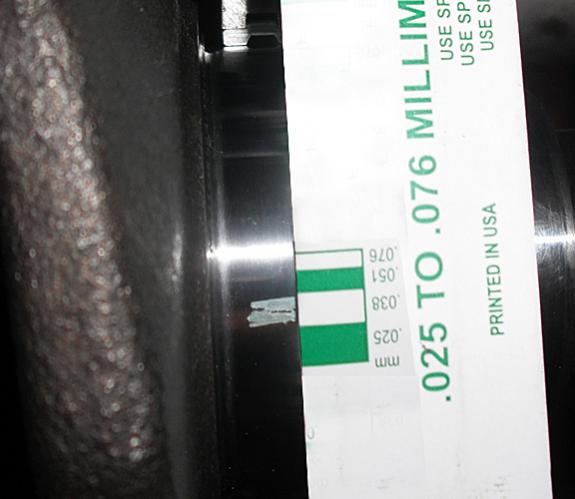 .025 TO .076 MILLIM
USE SP
USE SP
USE S
PRINTED IN USA
.076
.051
.038
.025
mm